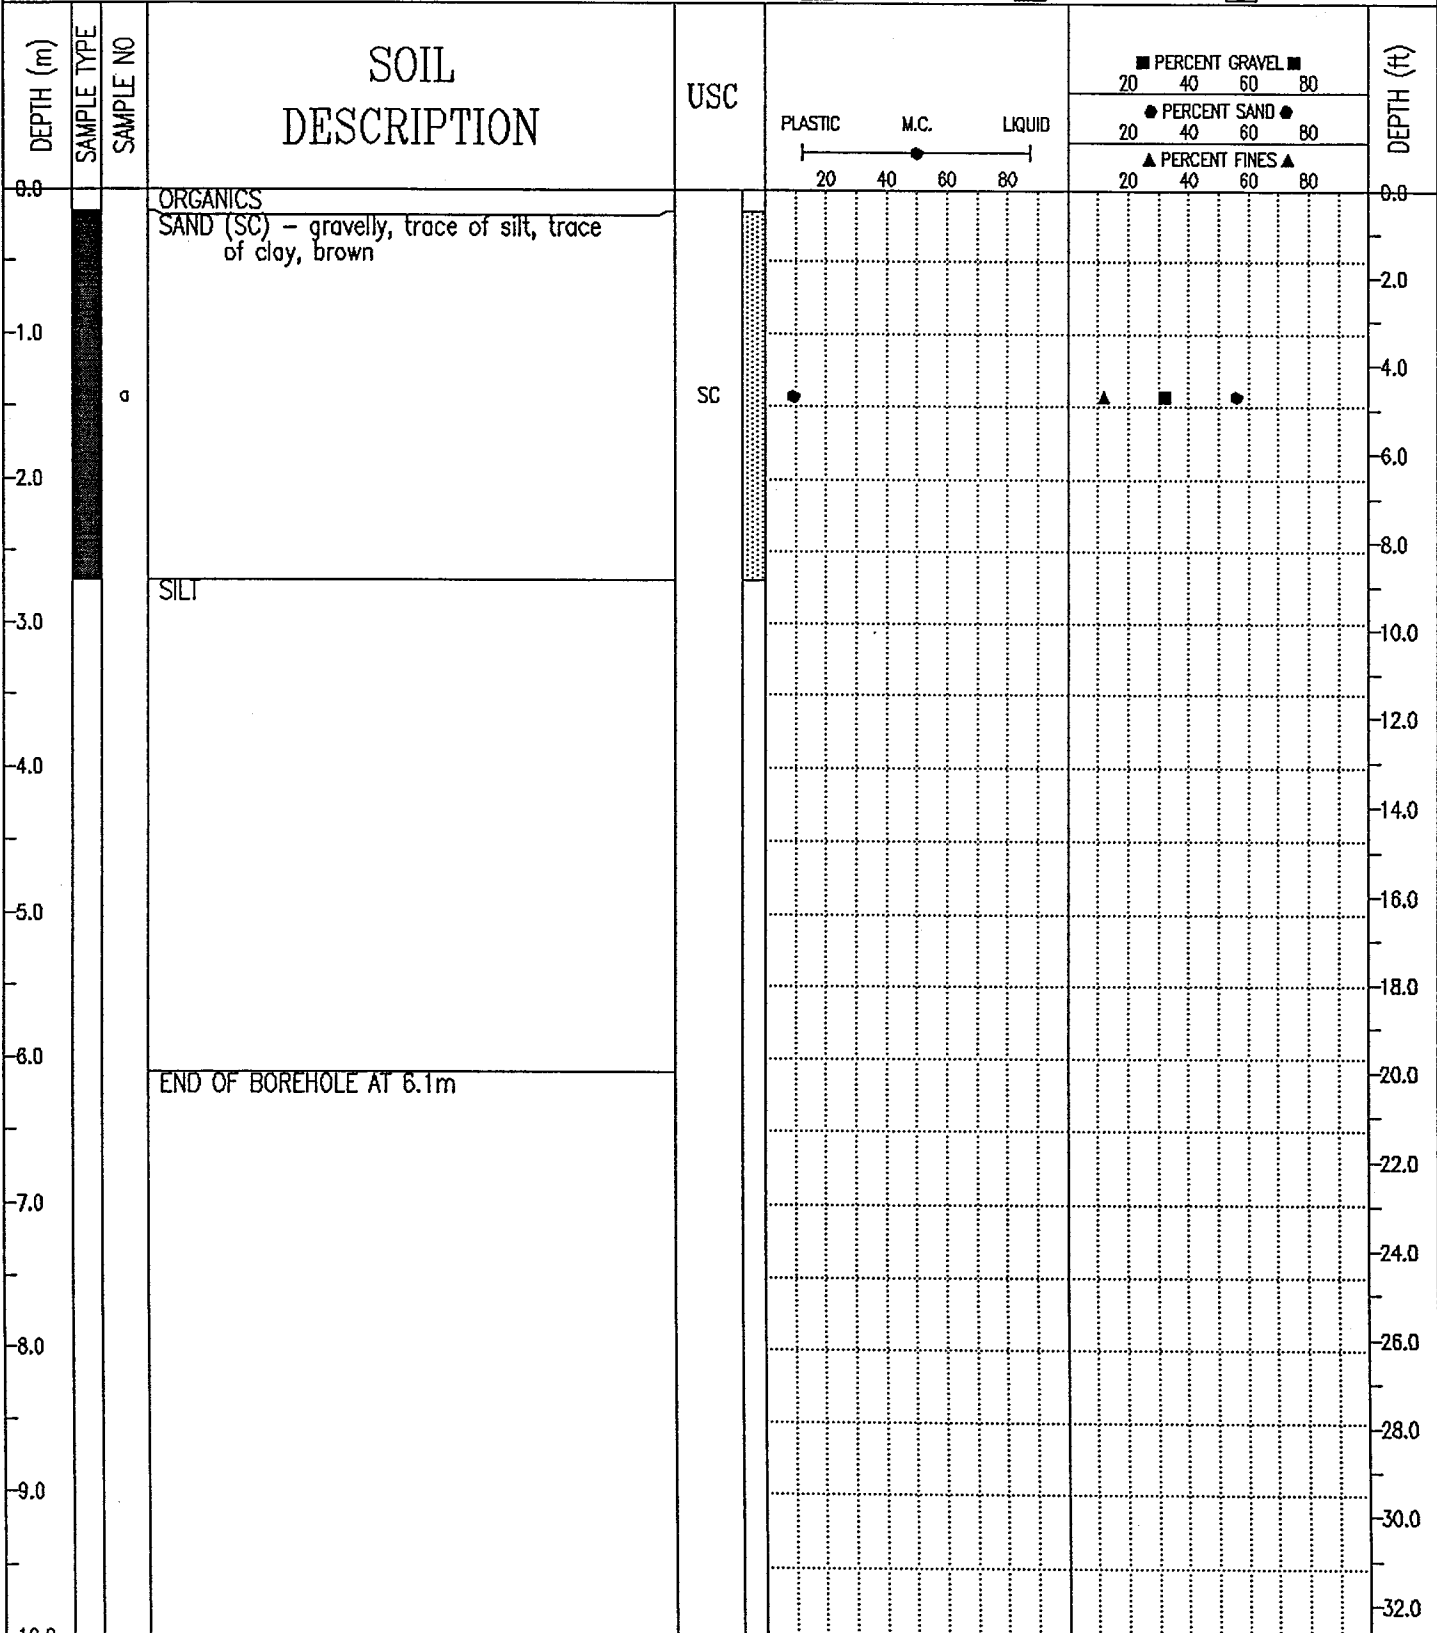 DEPTH (m)
SAMPLE TYPE
SAMPLE NO
SOIL
DESCRIPTION
USC
PLASTIC M.C. LIQUID
20 40 60 80
■ PERCENT GRAVEL ■
20 40 60 80
● PERCENT SAND ●
20 40 60 80
▲ PERCENT FINES ▲
20 40 60 80
DEPTH (ft)
0.0
ORGANICS
0.0
SAND (SC) – gravelly, trace of silt, trace
of clay, brown
2.0
1.0
4.0
a
SC
6.0
2.0
8.0
SILT
3.0
10.0
12.0
4.0
14.0
16.0
5.0
18.0
6.0
20.0
END OF BOREHOLE AT 6.1m
22.0
7.0
24.0
8.0
26.0
28.0
9.0
30.0
32.0